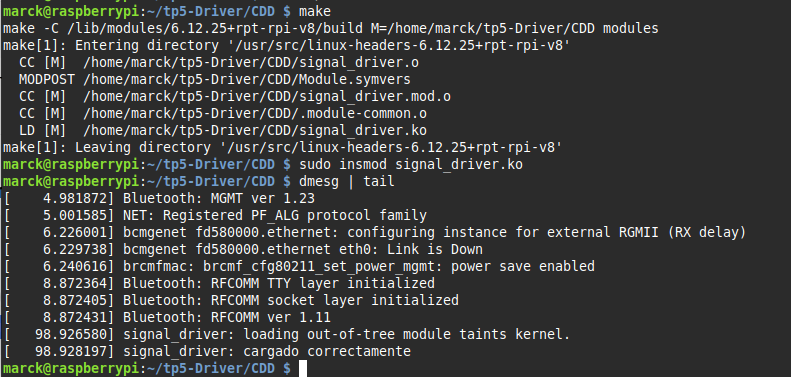 marck@raspberrypi:~/tp5-Driver/CDD $ make
make -C /lib/modules/6.12.25+rpt-rpi-v8/build M=/home/marck/tp5-Driver/CDD modules
make[1]: Entering directory '/usr/src/linux-headers-6.12.25+rpt-rpi-v8'
  CC [M]  /home/marck/tp5-Driver/CDD/signal_driver.o
  MODPOST /home/marck/tp5-Driver/CDD/Module.symvers
  CC [M]  /home/marck/tp5-Driver/CDD/signal_driver.mod.o
  CC [M]  /home/marck/tp5-Driver/CDD/.module-common.o
  LD [M]  /home/marck/tp5-Driver/CDD/signal_driver.ko
make[1]: Leaving directory '/usr/src/linux-headers-6.12.25+rpt-rpi-v8'
marck@raspberrypi:~/tp5-Driver/CDD $ sudo insmod signal_driver.ko
marck@raspberrypi:~/tp5-Driver/CDD $ dmesg | tail
[    4.981872] Bluetooth: MGMT ver 1.23
[    5.001585] NET: Registered PF_ALG protocol family
[    6.226001] bcmgenet fd580000.ethernet: configuring instance for external RGMII (RX delay)
[    6.229738] bcmgenet fd580000.ethernet eth0: Link is Down
[    6.240616] brcmfmac: brcmf_cfg80211_set_power_mgmt: power save enabled
[    8.872364] Bluetooth: RFCOMM TTY layer initialized
[    8.872405] Bluetooth: RFCOMM socket layer initialized
[    8.872431] Bluetooth: RFCOMM ver 1.11
[   98.926580] signal_driver: loading out-of-tree module taints kernel.
[   98.928197] signal_driver: cargado correctamente
marck@raspberrypi:~/tp5-Driver/CDD $